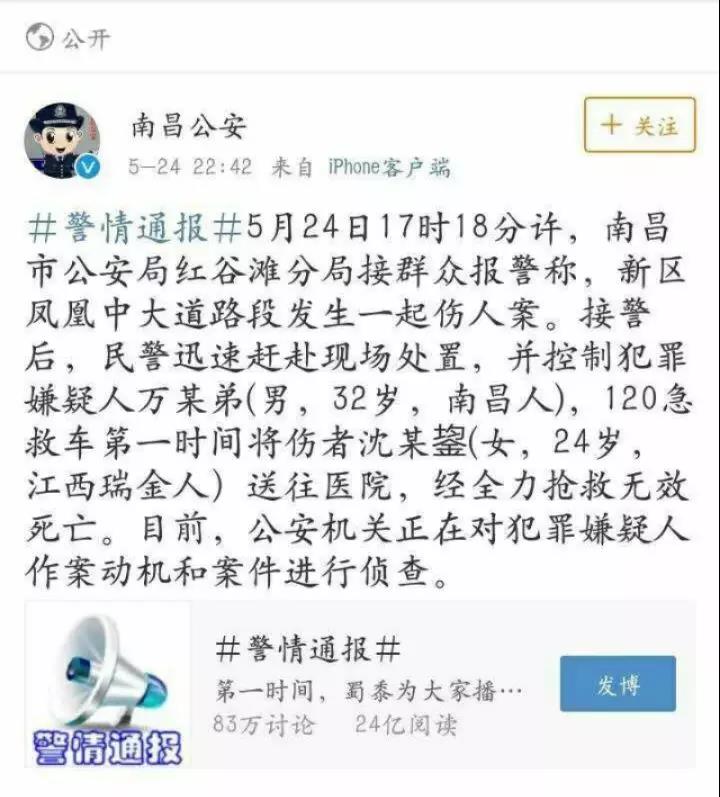 公开
南昌公安
+ 关注
5-24 22:42 来自 iPhone客户端
#警情通报#5月24日17时18分许，南昌
市公安局红谷滩分局接群众报警称，新区
凤凰中大道路段发生一起伤人案。接警
后，民警迅速赶赴现场处置，并控制犯罪
嫌疑人万某弟(男，32岁，南昌人)，120急
救车第一时间将伤者沈某鋆(女，24岁，
江西瑞金人）送往医院，经全力抢救无效
死亡。目前，公安机关正在对犯罪嫌疑人
作案动机和案件进行侦查。
警情通报
#警情通报#
第一时间，蜀黍为大家播…
83万讨论 24亿阅读
发博